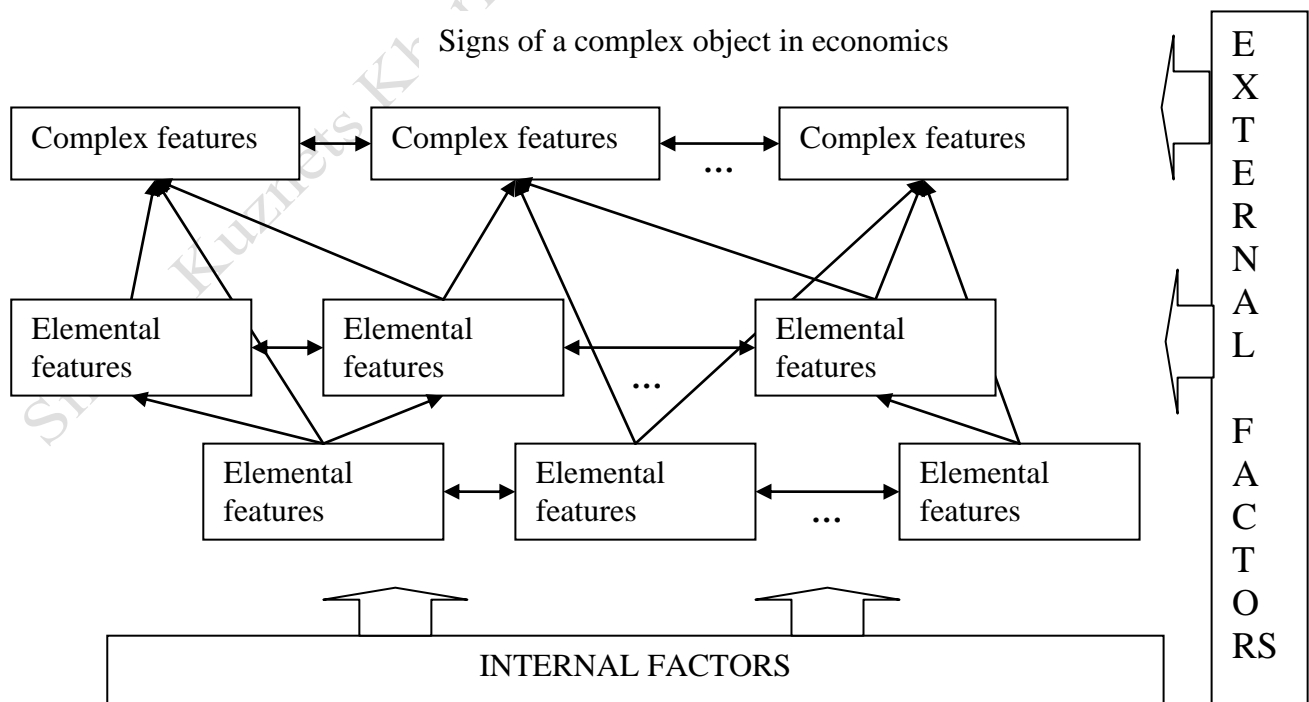 Signs of a complex object in economics
Complex features
Complex features
Complex features
...
Elemental
features
Elemental
features
Elemental
features
...
Elemental
features
Elemental
features
Elemental
features
...
INTERNAL FACTORS
E
X
T
E
R
N
A
L
F
A
C
T
O
RS
Kuznets